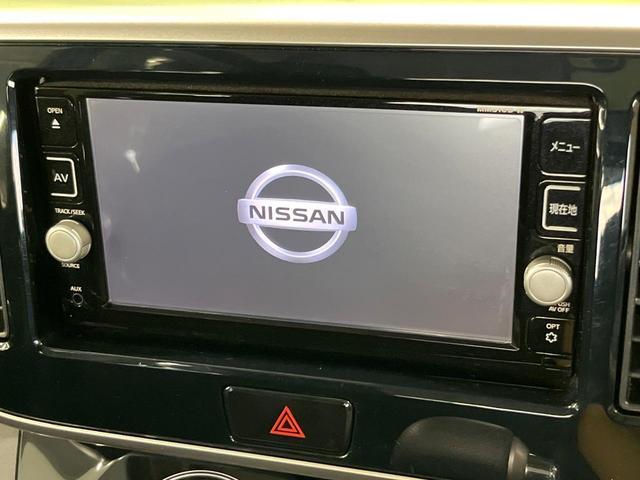 OPEN
AV
TRACK/SEEK
SOURCE
AUX
NISSAN
メニュー
現在地
音量
AV OFF
OPT